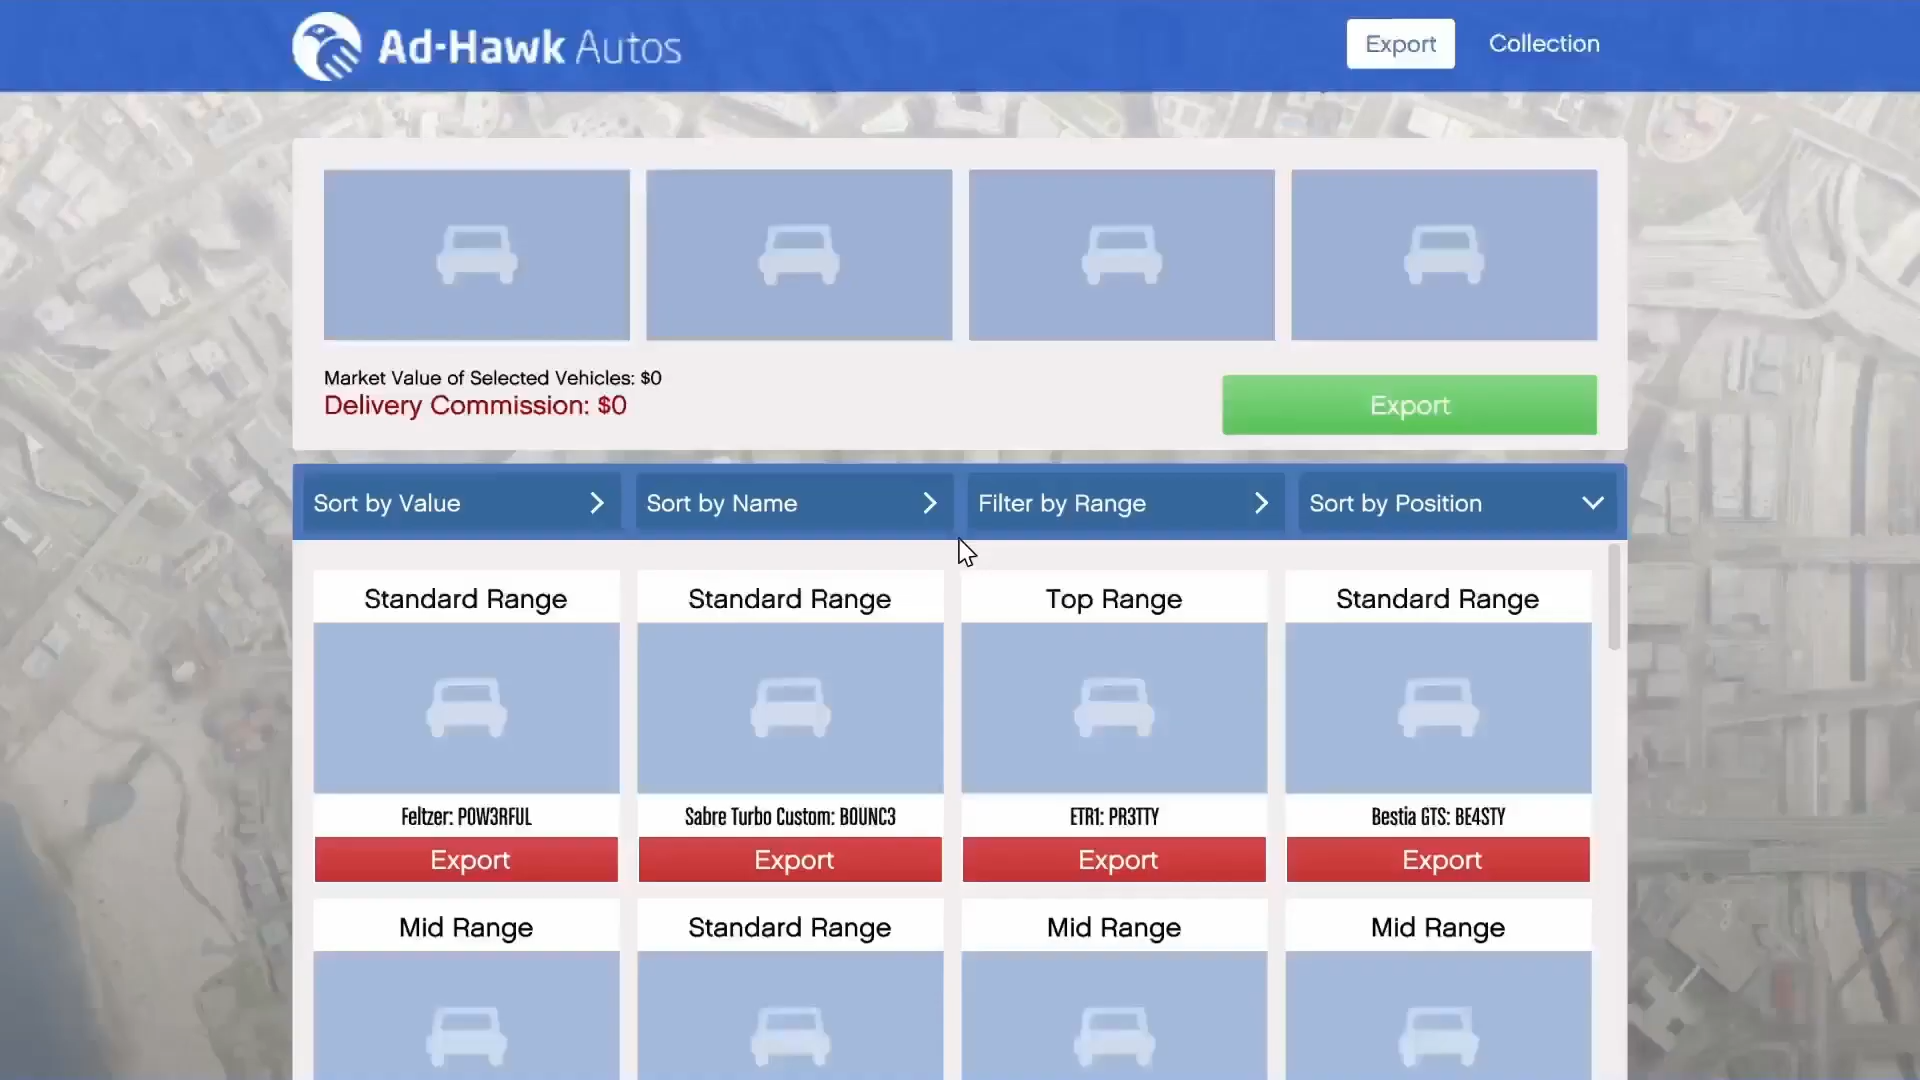 Ad-Hawk Autos
Export
Collection
Market Value of Selected Vehicles: $0
Delivery Commission: $0
Export
Sort by Value
Sort by Name
Filter by Range
Sort by Position
Standard Range
Standard Range
Top Range
Standard Range
Feltzer: P0W3RFUL
Sabre Turbo Custom: B0UNC3
ETR1: PR3TTY
Bestia GTS: BE4STY
Export
Export
Export
Export
Mid Range
Standard Range
Mid Range
Mid Range